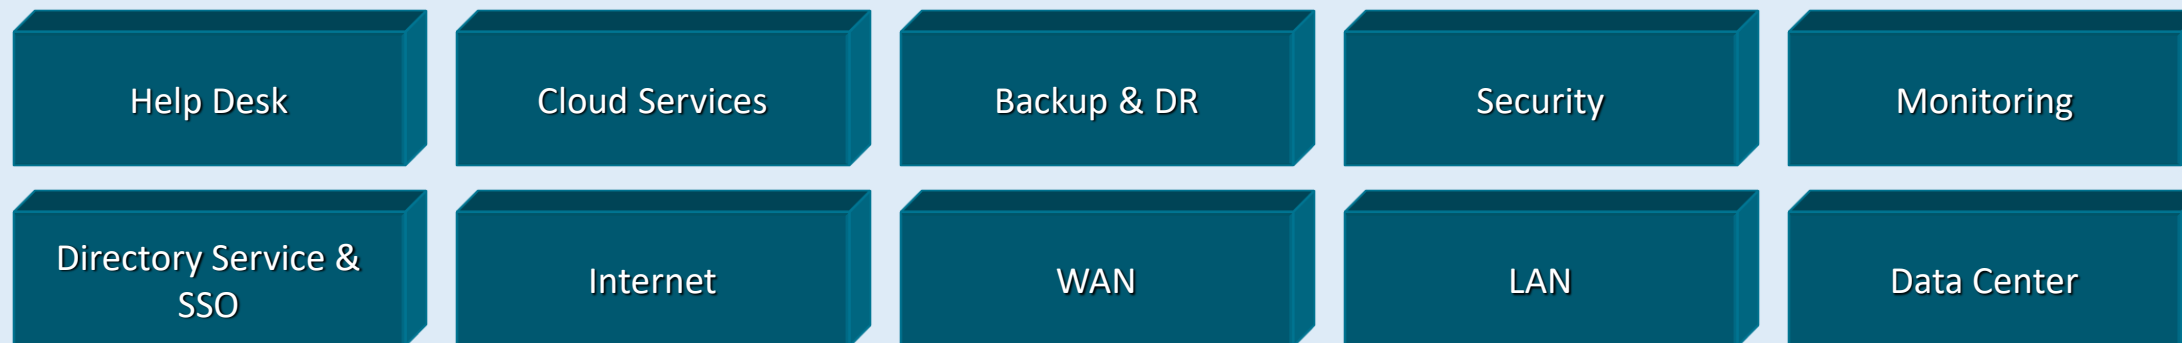 Help Desk
Cloud Services
Backup & DR
Security
Monitoring
Directory Service &
SSO
Internet
WAN
LAN
Data Center